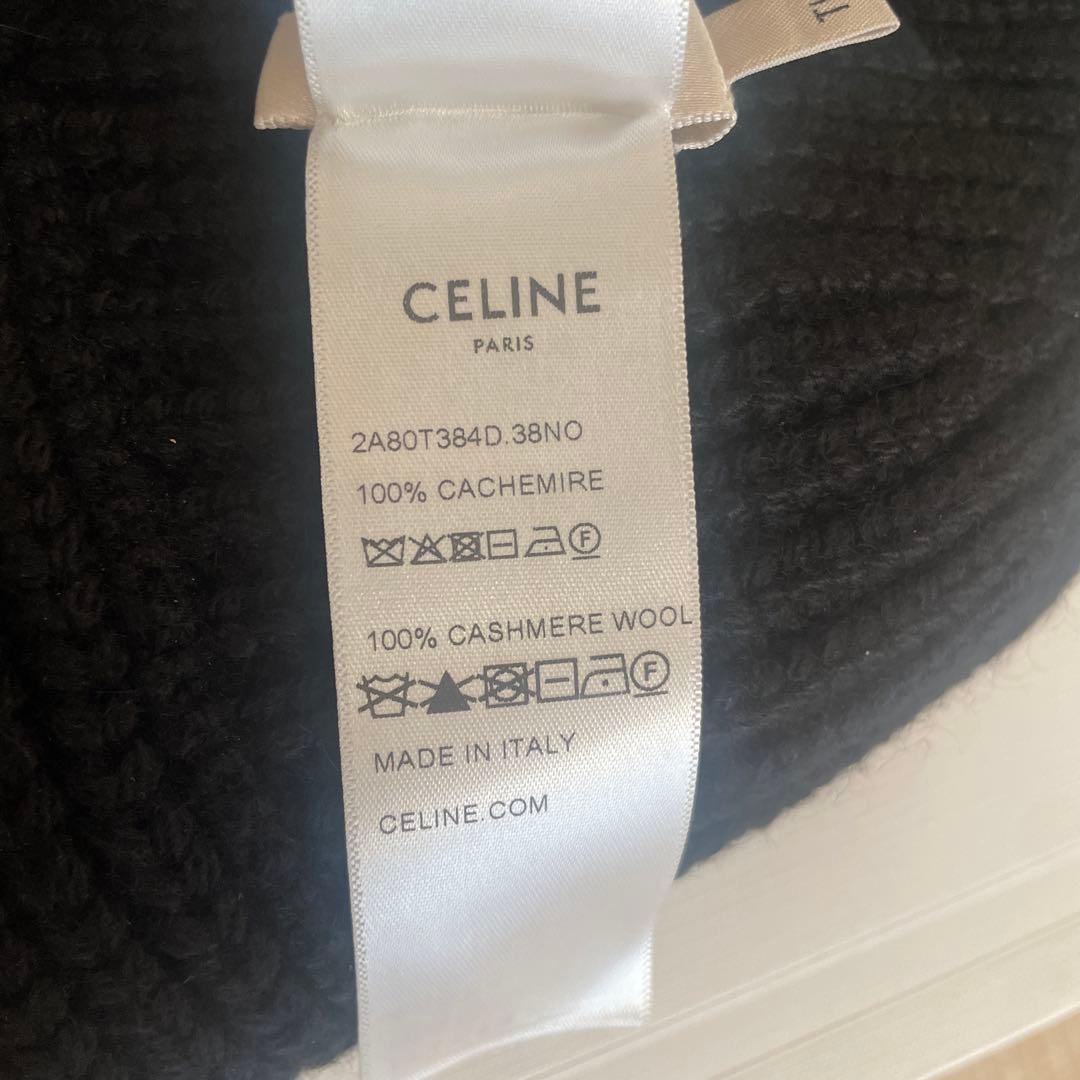 CELINE
PARIS
2A80T384D.38NO
100% CACHEMIRE
F
100% CASHMERE WOOL
F
MADE IN ITALY
CELINE.COM